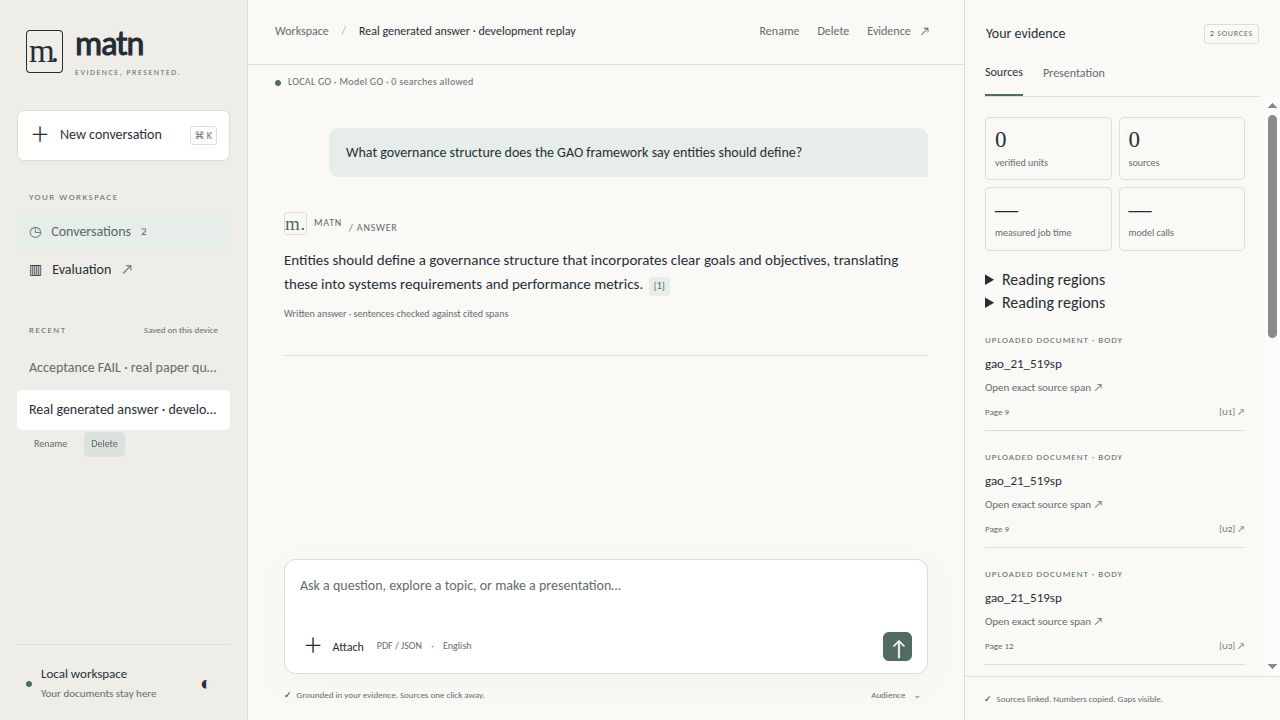 m. matn
EVIDENCE, PRESENTED.
New conversation ⌘ K
YOUR WORKSPACE
Conversations 2
Evaluation ↗
RECENT Saved on this device
Acceptance FAIL · real paper qu...
Real generated answer · develo...
Rename Delete
Local workspace
Your documents stay here
Workspace / Real generated answer · development replay
Rename Delete Evidence ↗
LOCAL GO · Model GO · 0 searches allowed
What governance structure does the GAO framework say entities should define?
m. MATN / ANSWER
Entities should define a governance structure that incorporates clear goals and objectives, translating
these into systems requirements and performance metrics. [1]
Written answer · sentences checked against cited spans
Ask a question, explore a topic, or make a presentation...
Attach PDF / JSON · English
✓ Grounded in your evidence. Sources one click away.
Audience
Your evidence 2 SOURCES
Sources Presentation
0
verified units
0
sources
—
measured job time
—
model calls
Reading regions
Reading regions
UPLOADED DOCUMENT · BODY
gao_21_519sp
Open exact source span ↗
Page 9 [U1] ↗
UPLOADED DOCUMENT · BODY
gao_21_519sp
Open exact source span ↗
Page 9 [U2] ↗
UPLOADED DOCUMENT · BODY
gao_21_519sp
Open exact source span ↗
Page 12 [U3] ↗
✓ Sources linked. Numbers copied. Gaps visible.